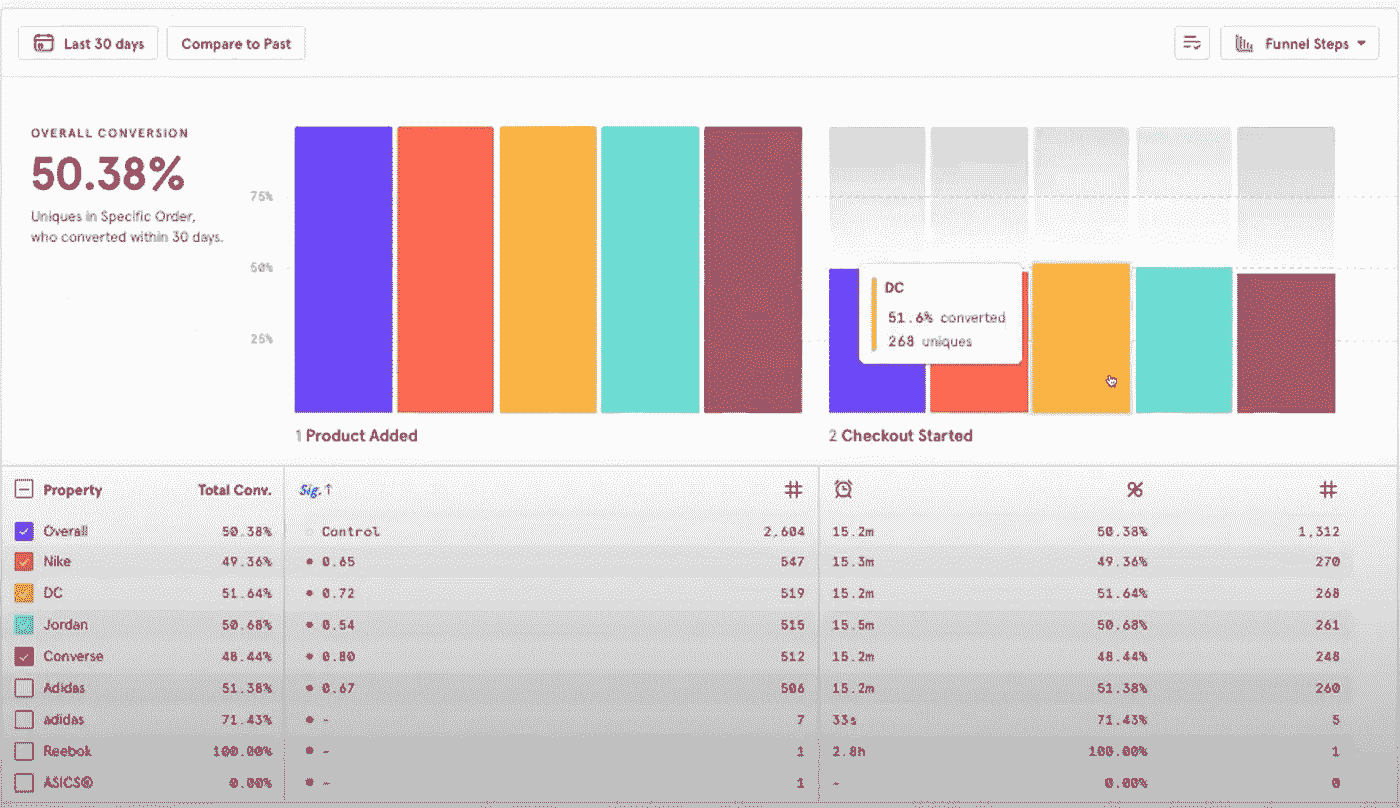 Last 30 days Compare to Past Funnel Steps
OVERALL CONVERSION
50.38%
Uniques in Specific Order,
who converted within 30 days.
75%
50%
25%
DC
51.6% converted
268 uniques
1 Product Added 2 Checkout Started
Property Total Conv. Sig. ↑ # % #
Overall 50.38% Control 2,604 15.2m 50.38% 1,312
Nike 49.36% 0.65 547 15.3m 49.36% 270
DC 51.64% 0.72 519 15.2m 51.64% 268
Jordan 50.68% 0.54 515 15.5m 50.68% 261
Converse 48.44% 0.80 512 15.2m 48.44% 248
Adidas 51.38% 0.67 506 15.2m 51.38% 260
adidas 71.43% - 7 33s 71.43% 5
Reebok 100.00% - 1 2.8h 100.00% 1
ASICS® 0.00% - 1 - 0.00% 0